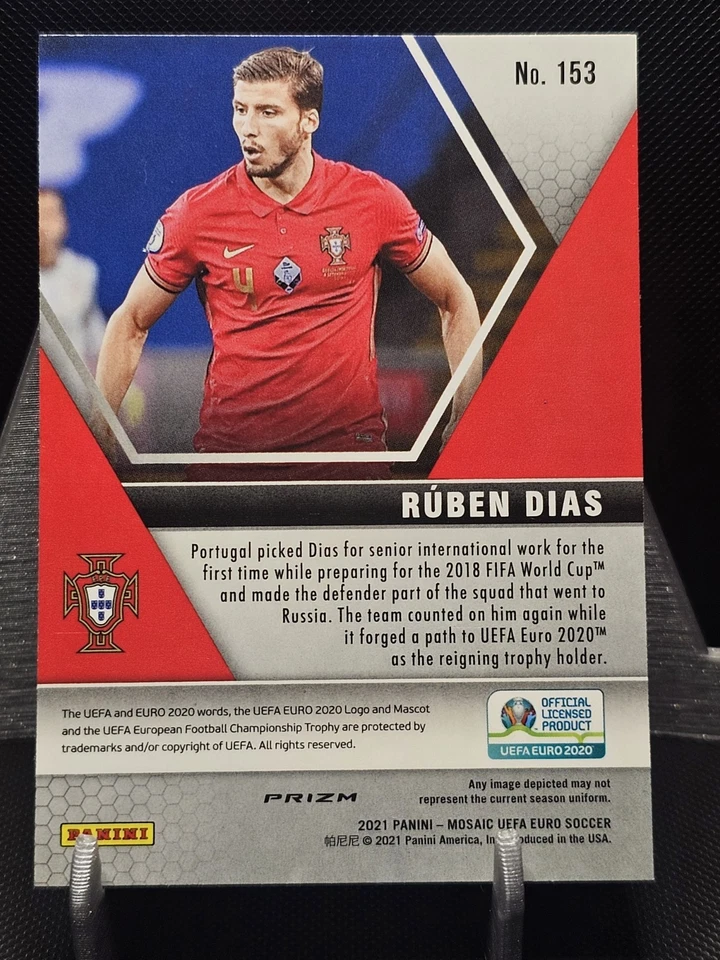 No. 153
4
RÚBEN DIAS
Portugal picked Dias for senior international work for the
first time while preparing for the 2018 FIFA World Cup™
and made the defender part of the squad that went to
Russia. The team counted on him again while
it forged a path to UEFA Euro 2020™
as the reigning trophy holder.
The UEFA and EURO 2020 words, the UEFA EURO 2020 Logo and Mascot
and the UEFA European Football Championship Trophy are protected by
trademarks and/or copyright of UEFA. All rights reserved.
OFFICIAL
LICENSED
PRODUCT
UEFA EURO 2020
PRIZM
Any image depicted may not
represent the current season uniform.
PANINI
2021 PANINI – MOSAIC UEFA EURO SOCCER
帕尼尼 © 2021 Panini America, in the USA.